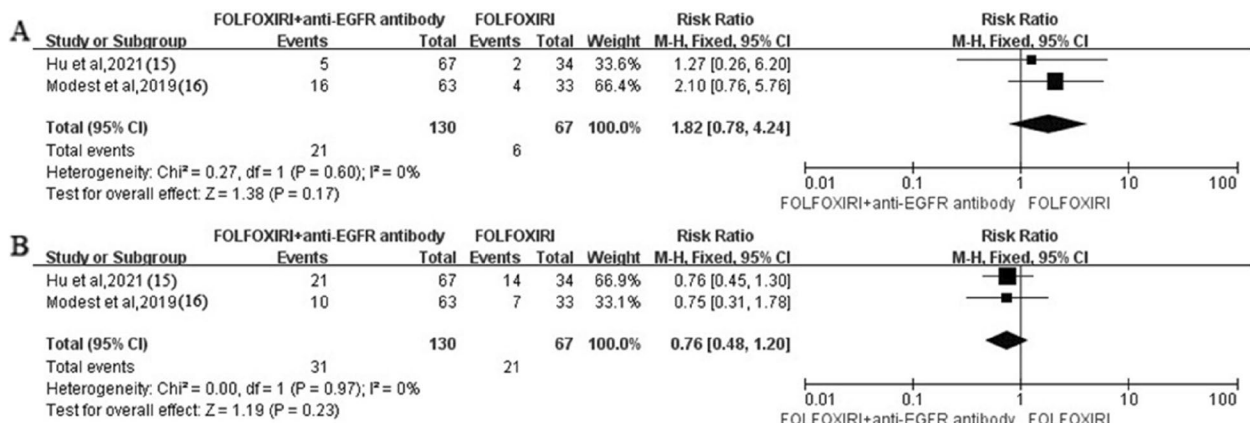 A
FOLFOXIRI+anti-EGFR antibody FOLFOXIRI Risk Ratio Risk Ratio
Study or Subgroup Events Total Events Total Weight M-H, Fixed, 95% CI M-H, Fixed, 95% CI
Hu et al,2021 (15) 5 67 2 34 33.6% 1.27 [0.26, 6.20]
Modest et al,2019 (16) 16 63 4 33 66.4% 2.10 [0.76, 5.76]
Total (95% CI) 130 67 100.0% 1.82 [0.78, 4.24]
Total events 21 6
Heterogeneity: Chi² = 0.27, df = 1 (P = 0.60); I² = 0%
Test for overall effect: Z = 1.38 (P = 0.17)
0.01 0.1 1 10 100
FOLFOXIRI+anti-EGFR antibody FOLFOXIRI
B
FOLFOXIRI+anti-EGFR antibody FOLFOXIRI Risk Ratio Risk Ratio
Study or Subgroup Events Total Events Total Weight M-H, Fixed, 95% CI M-H, Fixed, 95% CI
Hu et al,2021 (15) 21 67 14 34 66.9% 0.76 [0.45, 1.30]
Modest et al,2019 (16) 10 63 7 33 33.1% 0.75 [0.31, 1.78]
Total (95% CI) 130 67 100.0% 0.76 [0.48, 1.20]
Total events 31 21
Heterogeneity: Chi² = 0.00, df = 1 (P = 0.97); I² = 0%
Test for overall effect: Z = 1.19 (P = 0.23)
0.01 0.1 1 10 100
FOLFOXIRI+anti-EGFR antibody FOLFOXIRI